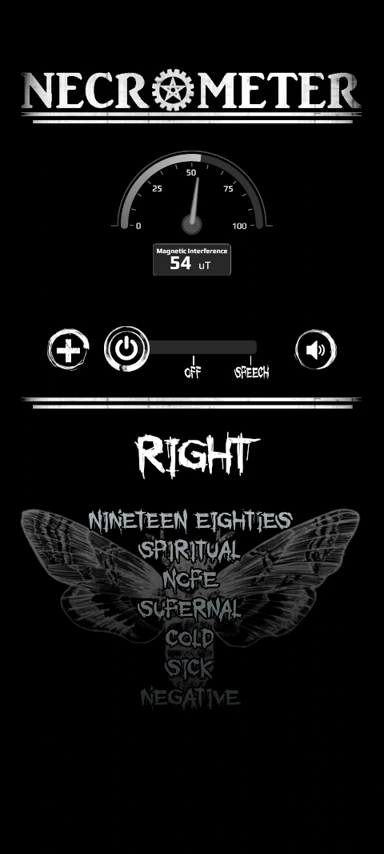 NECROMETER
0
25
50
75
100
Magnetic Interference
54 uT
OFF
SPEECH
RIGHT
NINETEEN EIGHTIES
SPIRITUAL
NOPE
SUPERNAL
COLD
SICK
NEGATIVE